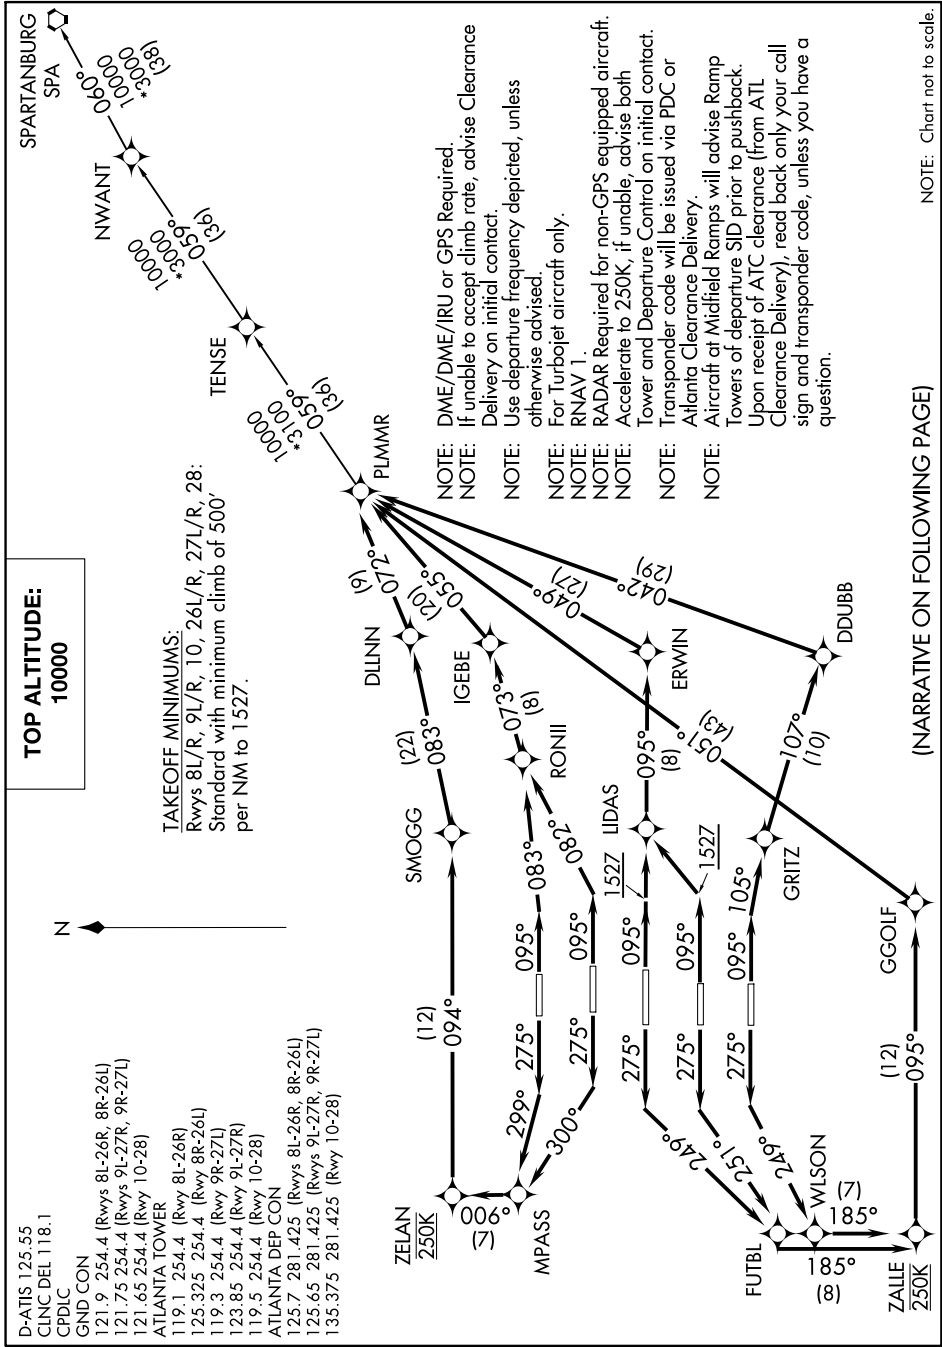 D-ATIS 125.55
CLNC DEL 118.1
CPDLC
GND CON
121.9 254.4 (Rwys 8L-26R, 8R-26L)
121.75 254.4 (Rwys 9L-27R, 9R-27L)
121.65 254.4 (Rwy 10-28)
ATLANTA TOWER
119.1 254.4 (Rwy 8L-26R)
125.325 254.4 (Rwy 8R-26L)
119.3 254.4 (Rwy 9R-27L)
123.85 254.4 (Rwy 9L-27R)
119.5 254.4 (Rwy 10-28)
ATLANTA DEP CON
125.7 281.425 (Rwys 8L-26R, 8R-26L)
125.65 281.425 (Rwys 9L-27R, 9R-27L)
135.375 281.425 (Rwy 10-28)
N
TOP ALTITUDE:
10000
TAKEOFF MINIMUMS:
Rwys 8L/R, 9L/R, 10, 26L/R, 27L/R, 28:
Standard with minimum climb of 500'
per NM to 1527.
SPARTANBURG
SPA
060°
10000
*3000
(38)
NWANT
10000
*3000
059°
(36)
TENSE
10000
*3100
059°
(36)
PLMMR
(9)
072°
DLLNN
(22)
083°
SMOGG
(12)
094°
ZELAN
250K
006°
(7)
MPASS
(20)
055°
IGEBE
073°
(8)
RONII
083°
082°
095°
275°
299°
095°
275°
300°
049°
(27)
ERWIN
095°
(8)
LIDAS
1527
095°
275°
249°
1527
095°
275°
251°
042°
(29)
DDUBB
107°
(10)
GRITZ
105°
095°
275°
249°
051°
(43)
GGOLF
(12)
095°
FUTBL
WLSON
(7)
185°
185°
(8)
ZALLE
250K
NOTE: DME/DME/IRU or GPS Required.
NOTE: If unable to accept climb rate, advise Clearance
Delivery on initial contact.
NOTE: Use departure frequency depicted, unless
otherwise advised.
NOTE: For Turbojet aircraft only.
NOTE: RNAV 1.
NOTE: RADAR Required for non-GPS equipped aircraft.
NOTE: Accelerate to 250K, if unable, advise both
Tower and Departure Control on initial contact.
NOTE: Transponder code will be issued via PDC or
Atlanta Clearance Delivery.
NOTE: Aircraft at Midfield Ramps will advise Ramp
Towers of departure SID prior to pushback.
Upon receipt of ATC clearance (from ATL
Clearance Delivery), read back only your call
sign and transponder code, unless you have a
question.
(NARRATIVE ON FOLLOWING PAGE)
NOTE: Chart not to scale.